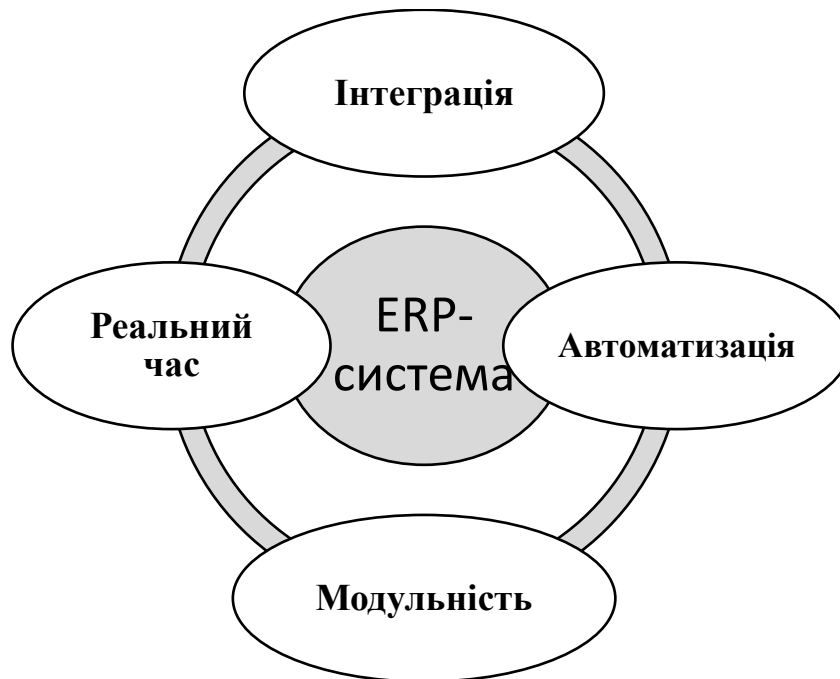 Інтеграція
Реальний
час
ERP-
система
Автоматизація
Модульність